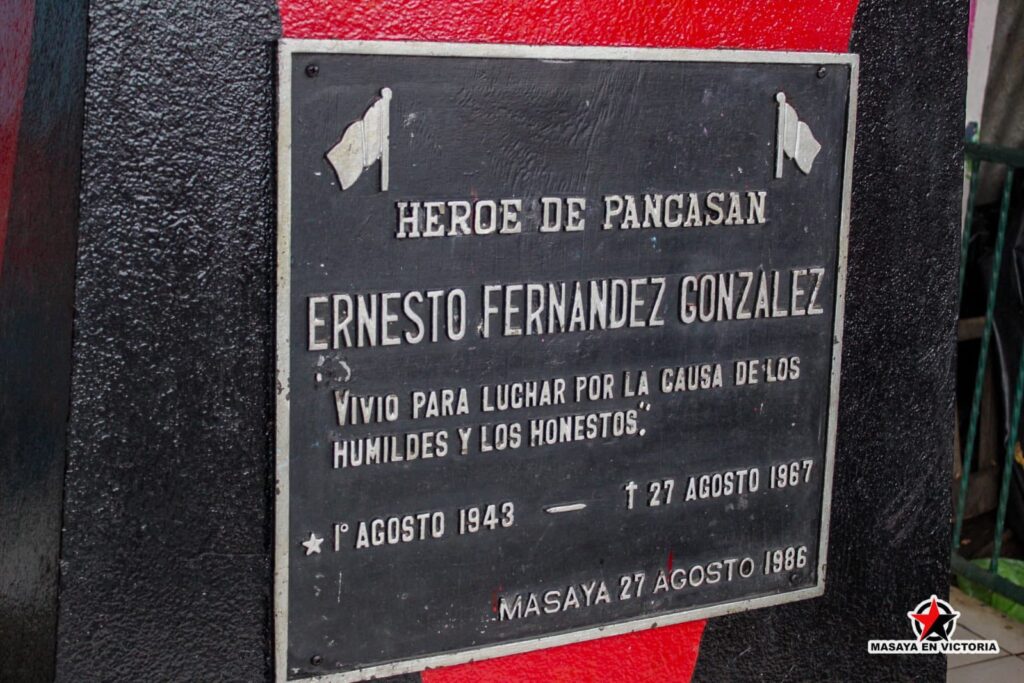 HEROE DE PANCASAN
ERNESTO FERNANDEZ GONZALEZ
"VIVIO PARA LUCHAR POR LA CAUSA DE LOS
HUMILDES Y LOS HONESTOS."
★ 1º AGOSTO 1943 — ✝ 27 AGOSTO 1967
MASAYA 27 AGOSTO 1986
MASAYA EN VICTORIA